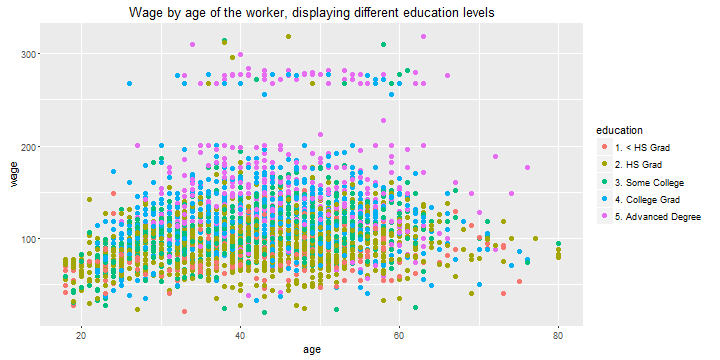 Wage by age of the worker, displaying different education levels
300
200
100
wage
20
40
60
80
age
education
1. < HS Grad
2. HS Grad
3. Some College
4. College Grad
5. Advanced Degree